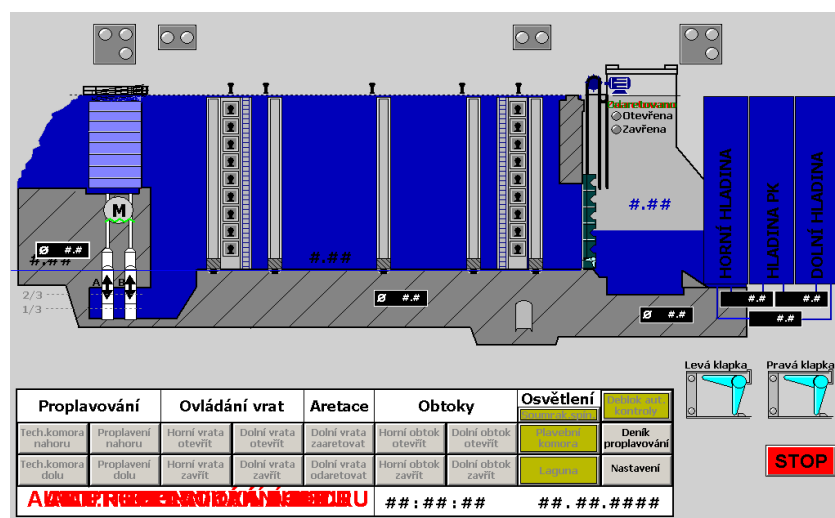 Zdaretovano
Otevřena
Zavřena
M
#.##
HORNÍ HLADINA
HLADINA PK
DOLNÍ HLADINA
Ø #.#
#.##
#.##
A B
2/3
1/3
Ø #.#
Ø #.#
#.# #.#
#.#
Levá klapka Pravá klapka
Proplavování Ovládání vrat Aretace Obtoky Osvětlení
Soumrak.spín.
Deblok aut. kontroly
Tech.komora nahoru
Proplavení nahoru
Horní vrata otevřít
Dolní vrata otevřít
Dolní vrata zaaretovat
Horní obtok otevřít
Dolní obtok otevřít
Plavební komora
Deník proplavování
Tech.komora dolu
Proplavení dolu
Horní vrata zavřít
Dolní vrata zavřít
Dolní vrata odaretovat
Horní obtok zavřít
Dolní obtok zavřít
Laguna
Nastavení
STOP
##:##:## ##.##.####